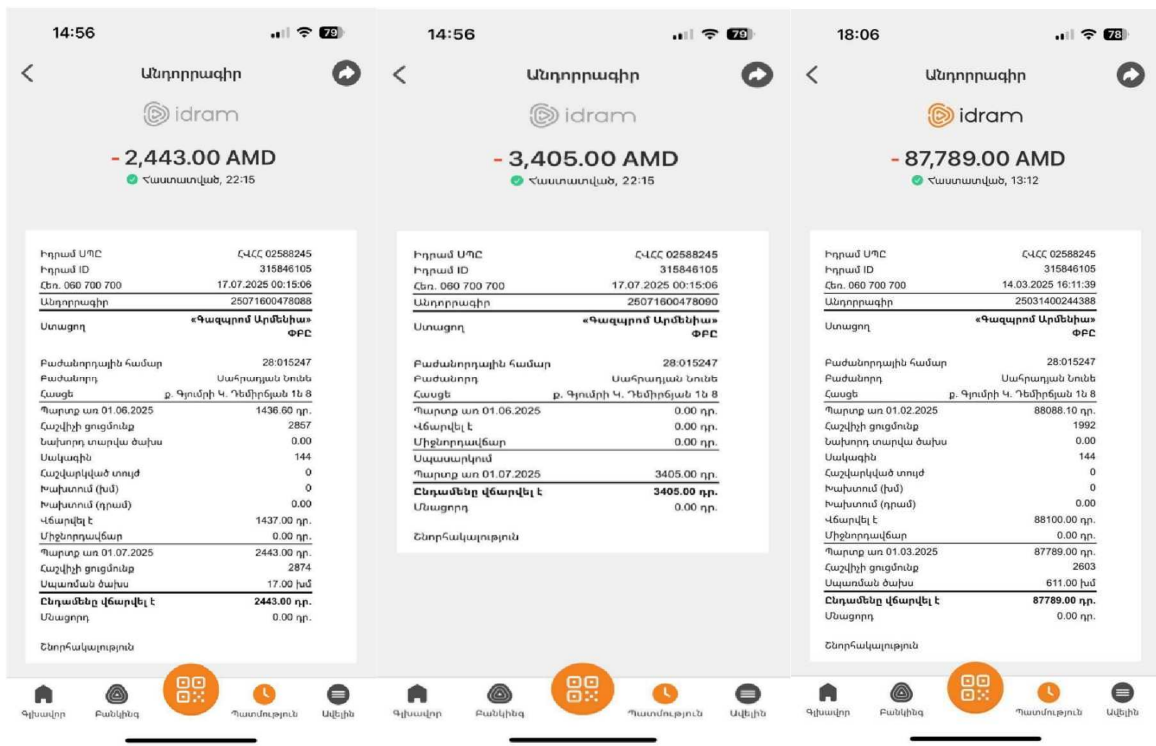 14:56
79
Անդորրագիր
idram
- 2,443.00 AMD
Հաստատված, 22:15
Իդրամ ՍՊԸ ՀՎՀՀ 02588245
Իդրամ ID 315846105
Հեռ. 060 700 700 17.07.2025 00:15:06
Անդորրագիր 25071600478088
Ստացող «Գազպրոմ Արմենիա»
ՓԲԸ
Բաժանորդային համար 28:015247
Բաժանորդ Սահրադյան Նունե
Հասցե ք. Գյումրի Կ. Դեմիրճյան 1Ն 8
Պարտք առ 01.06.2025 1436.60 դր.
Հաշվիչի ցուցմունք 2857
Նախորդ տարվա ծախս 0.00
Սակագին 144
Հաշվարկված տույժ 0
Խախտում (խմ) 0
Խախտում (դրամ) 0.00
Վճարվել է 1437.00 դր.
Միջնորդավճար 0.00 դր.
Պարտք առ 01.07.2025 2443.00 դր.
Հաշվիչի ցուցմունք 2874
Սպառման ծախս 17.00 խմ
Ընդամենը վճարվել է 2443.00 դր.
Մնացորդ 0.00 դր.
Շնորհակալություն
Գլխավոր Բանկինգ Պատմություն Ավելին
14:56
79
Անդորրագիր
idram
- 3,405.00 AMD
Հաստատված, 22:15
Իդրամ ՍՊԸ ՀՎՀՀ 02588245
Իդրամ ID 315846105
Հեռ. 060 700 700 17.07.2025 00:15:06
Անդորրագիր 25071600478090
Ստացող «Գազպրոմ Արմենիա»
ՓԲԸ
Բաժանորդային համար 28:015247
Բաժանորդ Սահրադյան Նունե
Հասցե ք. Գյումրի Կ. Դեմիրճյան 1Ն 8
Պարտք առ 01.06.2025 0.00 դր.
Վճարվել է 0.00 դր.
Միջնորդավճար 0.00 դր.
Սպասարկում
Պարտք առ 01.07.2025 3405.00 դր.
Ընդամենը վճարվել է 3405.00 դր.
Մնացորդ 0.00 դր.
Շնորհակալություն
Գլխավոր Բանկինգ Պատմություն Ավելին
18:06
78
Անդորրագիր
idram
- 87,789.00 AMD
Հաստատված, 13:12
Իդրամ ՍՊԸ ՀՎՀՀ 02588245
Իդրամ ID 315846105
Հեռ. 060 700 700 14.03.2025 16:11:39
Անդորրագիր 25031400244388
Ստացող «Գազպրոմ Արմենիա»
ՓԲԸ
Բաժանորդային համար 28:015247
Բաժանորդ Սահրադյան Նունե
Հասցե ք. Գյումրի Կ. Դեմիրճյան 1Ն 8
Պարտք առ 01.02.2025 88088.10 դր.
Հաշվիչի ցուցմունք 1992
Նախորդ տարվա ծախս 0.00
Սակագին 144
Հաշվարկված տույժ 0
Խախտում (խմ) 0
Խախտում (դրամ) 0.00
Վճարվել է 88100.00 դր.
Միջնորդավճար 0.00 դր.
Պարտք առ 01.03.2025 87789.00 դր.
Հաշվիչի ցուցմունք 2603
Սպառման ծախս 611.00 խմ
Ընդամենը վճարվել է 87789.00 դր.
Մնացորդ 0.00 դր.
Շնորհակալություն
Գլխավոր Բանկինգ Պատմություն Ավելին